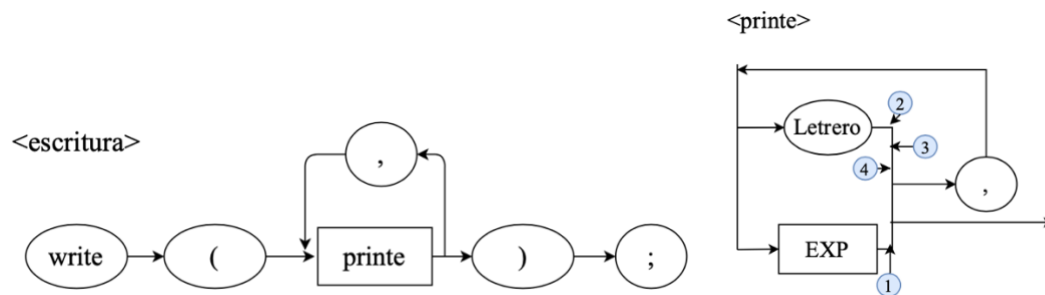 <printe>
2
Letrero
<escritura>
3
,
4
,
write
(
printe
)
;
EXP
1